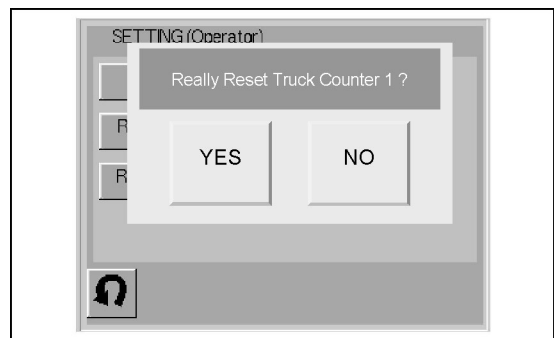 SETTING (Operator)
Really Reset Truck Counter 1 ?
YES
NO
R
R